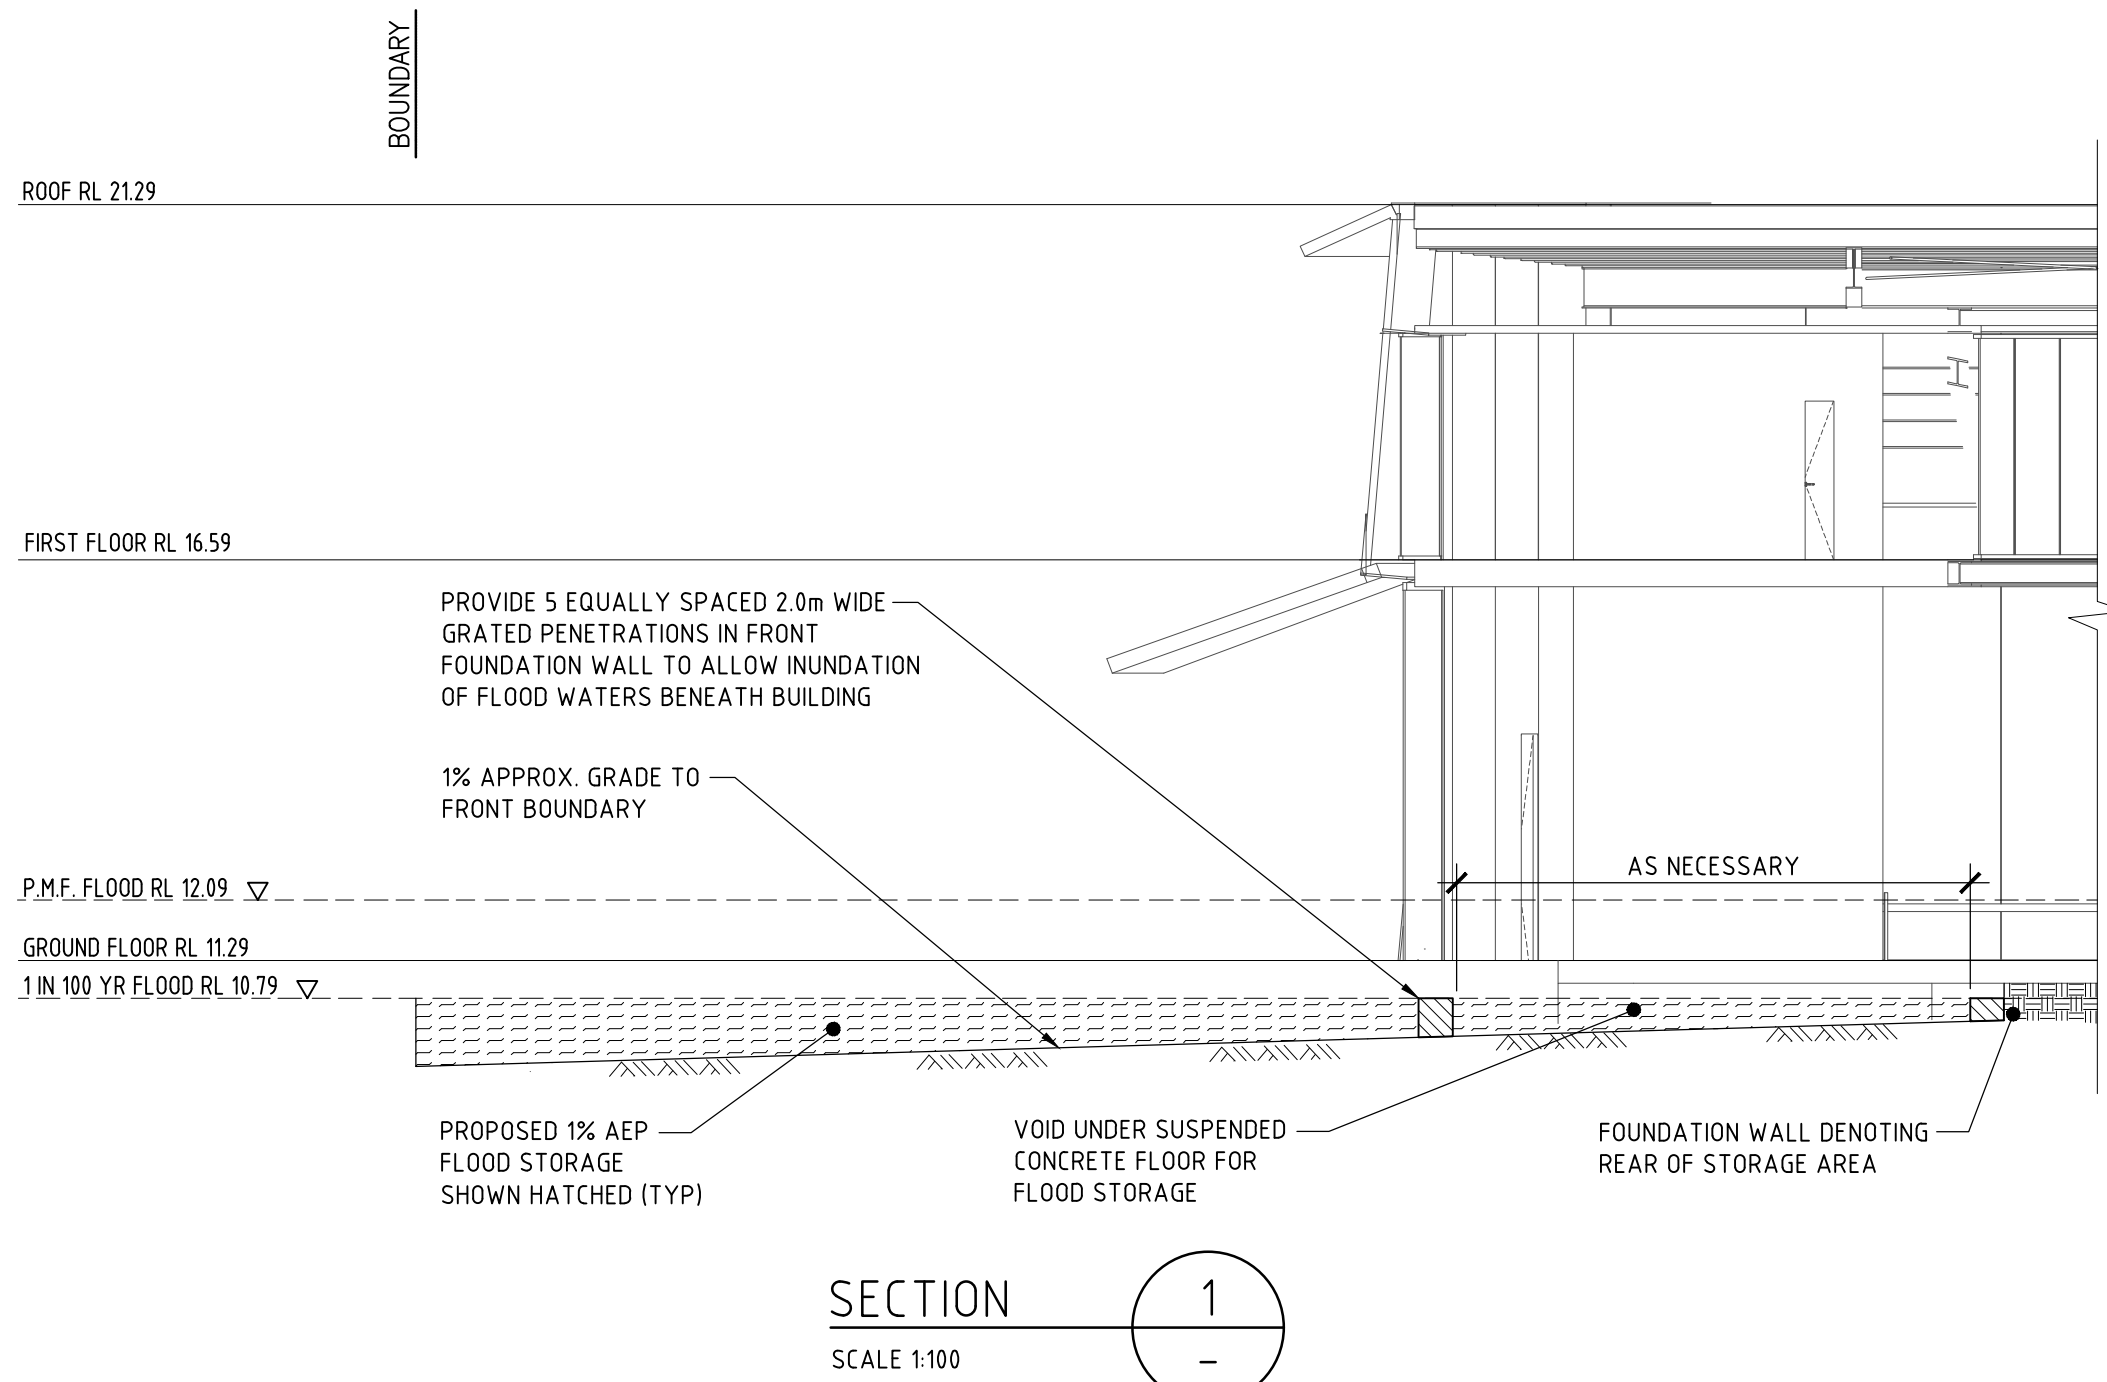 BOUNDARY
ROOF RL 21.29
FIRST FLOOR RL 16.59
PROVIDE 5 EQUALLY SPACED 2.0m WIDE
GRATED PENETRATIONS IN FRONT
FOUNDATION WALL TO ALLOW INUNDATION
OF FLOOD WATERS BENEATH BUILDING
1% APPROX. GRADE TO
FRONT BOUNDARY
AS NECESSARY
P.M.F. FLOOD RL 12.09
GROUND FLOOR RL 11.29
1 IN 100 YR FLOOD RL 10.79
PROPOSED 1% AEP
FLOOD STORAGE
SHOWN HATCHED (TYP)
VOID UNDER SUSPENDED
CONCRETE FLOOR FOR
FLOOD STORAGE
FOUNDATION WALL DENOTING
REAR OF STORAGE AREA
SECTION
1
SCALE 1:100
–